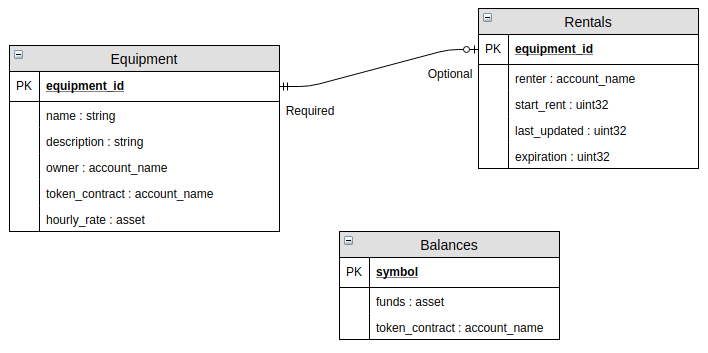 Equipment
PK equipment_id
name : string
description : string
owner : account_name
token_contract : account_name
hourly_rate : asset
Required
Optional
Rentals
PK equipment_id
renter : account_name
start_rent : uint32
last_updated : uint32
expiration : uint32
Balances
PK symbol
funds : asset
token_contract : account_name